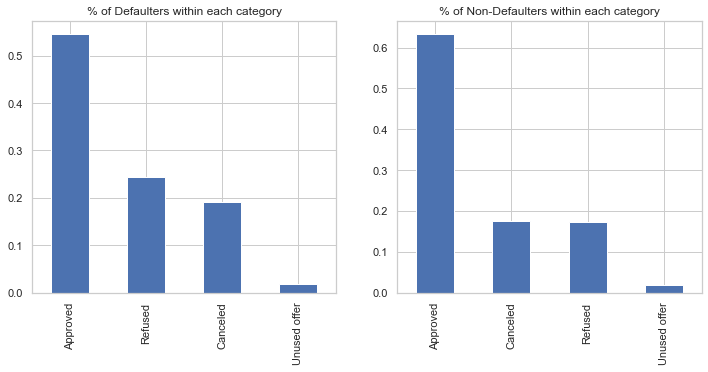 % of Defaulters within each category
0.5
0.4
0.3
0.2
0.1
0.0
Approved
Refused
Canceled
Unused offer
% of Non-Defaulters within each category
0.6
0.5
0.4
0.3
0.2
0.1
0.0
Approved
Canceled
Refused
Unused offer